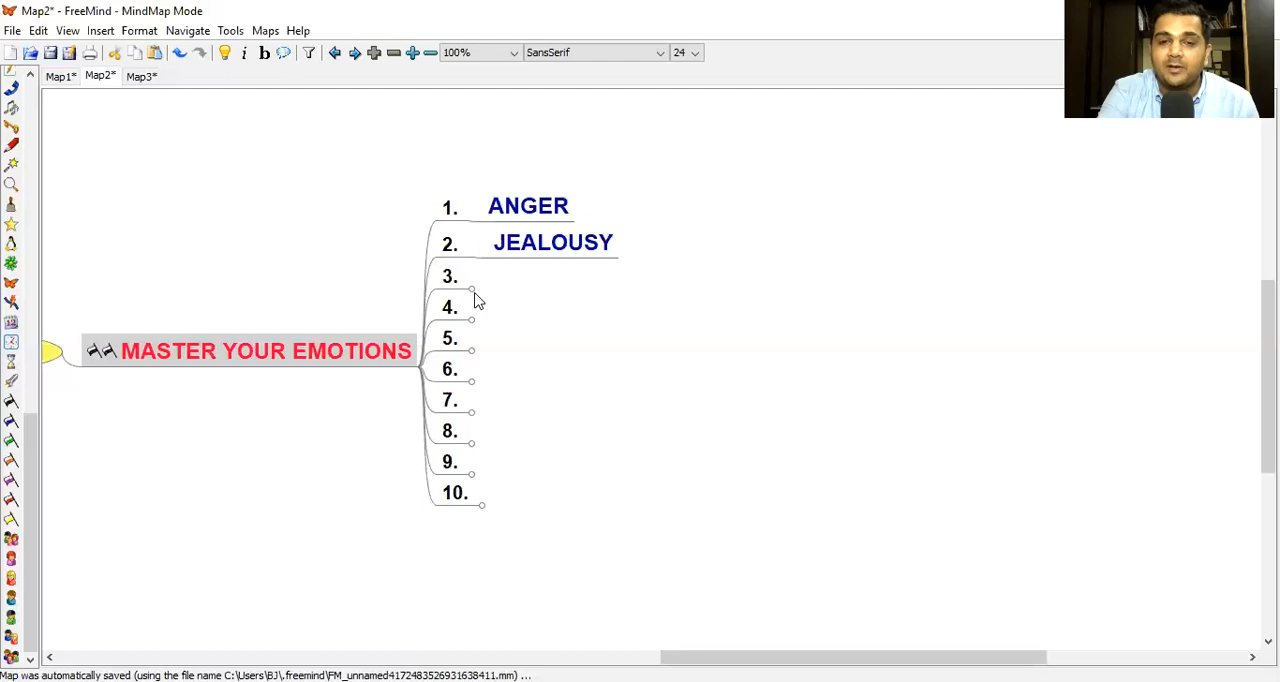 Map2* - FreeMind - MindMap Mode
File Edit View Insert Format Navigate Tools Maps Help
i b 100% SansSerif 24
Map1* Map2* Map3*
1. ANGER
2. JEALOUSY
3.
4.
5.
MASTER YOUR EMOTIONS
6.
7.
8.
9.
10.
Map was automatically saved (using the file name C:\Users\BJ\.freemind\FM_unnamed4172483526931638411.mm) ...